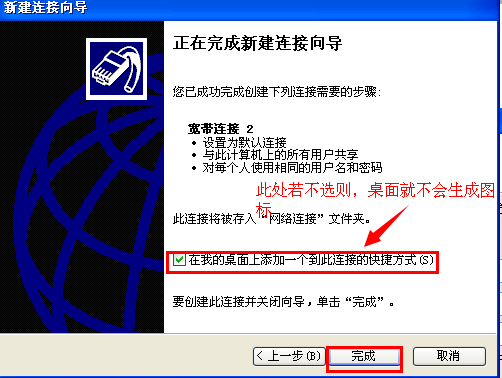 新建连接向导
正在完成新建连接向导
您已成功完成创建下列连接需要的步骤:
宽带连接 2
• 设置为默认连接
• 与此计算机上的所有用户共享
• 对每个人使用相同的用户名和密码
此处若不选则，桌面就不会生成图
标
此连接将被存入“网络连接”文件夹。
在我的桌面上添加一个到此连接的快捷方式(S)
要创建此连接并关闭向导，单击“完成”。
< 上一步(B)
完成
取消